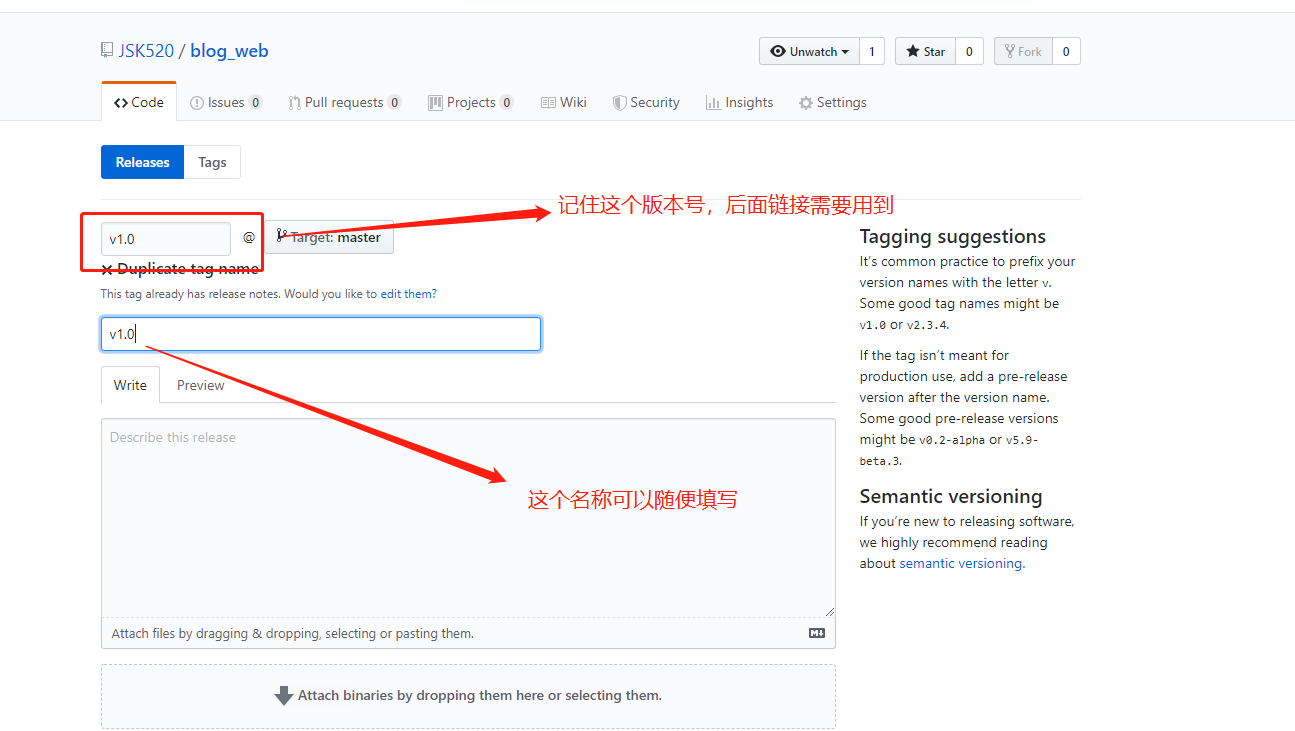 JSK520 / blog_web
Unwatch 1 Star 0 Fork 0
Code Issues 0 Pull requests 0 Projects 0 Wiki Security Insights Settings
Releases Tags
记住这个版本号，后面链接需要用到
v1.0 @ Target: master
Duplicate tag name
This tag already has release notes. Would you like to edit them?
v1.0
Write Preview
Describe this release
这个名称可以随便填写
Attach files by dragging & dropping, selecting or pasting them.
Attach binaries by dropping them here or selecting them.
Tagging suggestions
It's common practice to prefix your
version names with the letter v.
Some good tag names might be
v1.0 or v2.3.4.
If the tag isn't meant for
production use, add a pre-release
version after the version name.
Some good pre-release versions
might be v0.2-alpha or v5.9-
beta.3.
Semantic versioning
If you're new to releasing software,
we highly recommend reading
about semantic versioning.